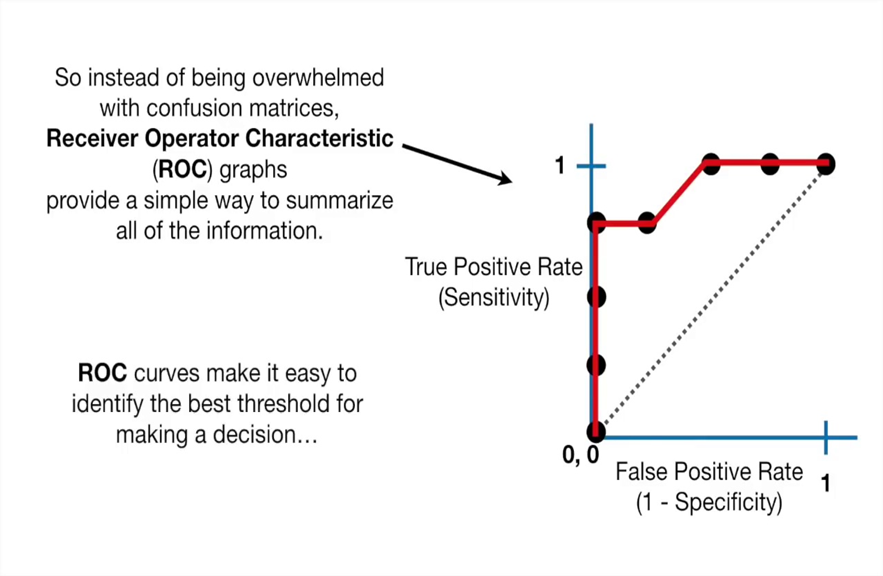 So instead of being overwhelmed
with confusion matrices,
Receiver Operator Characteristic
(ROC) graphs
provide a simple way to summarize
all of the information.
ROC curves make it easy to
identify the best threshold for
making a decision…
1
True Positive Rate
(Sensitivity)
0, 0
False Positive Rate
(1 - Specificity)
1